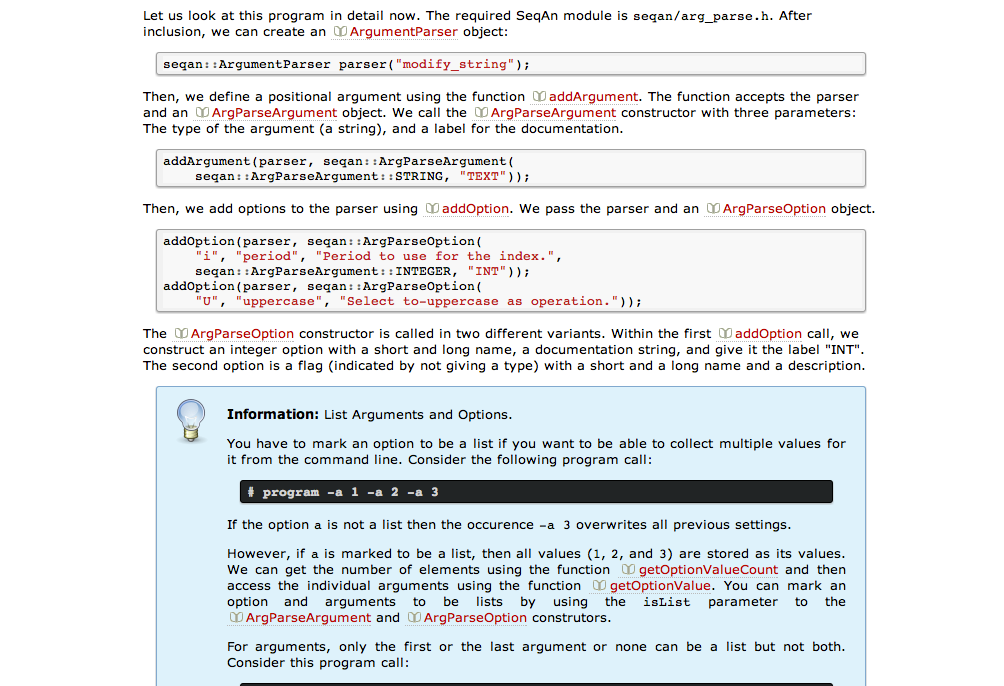 Let us look at this program in detail now. The required SeqAn module is seqan/arg_parse.h. After
inclusion, we can create an ArgumentParser object:
seqan::ArgumentParser parser("modify_string");
Then, we define a positional argument using the function addArgument. The function accepts the parser
and an ArgParseArgument object. We call the ArgParseArgument constructor with three parameters:
The type of the argument (a string), and a label for the documentation.
addArgument(parser, seqan::ArgParseArgument(
seqan::ArgParseArgument::STRING, "TEXT"));
Then, we add options to the parser using addOption. We pass the parser and an ArgParseOption object.
addOption(parser, seqan::ArgParseOption(
"i", "period", "Period to use for the index.",
seqan::ArgParseArgument::INTEGER, "INT"));
addOption(parser, seqan::ArgParseOption(
"U", "uppercase", "Select to-uppercase as operation."));
The ArgParseOption constructor is called in two different variants. Within the first addOption call, we
construct an integer option with a short and long name, a documentation string, and give it the label "INT".
The second option is a flag (indicated by not giving a type) with a short and a long name and a description.
Information: List Arguments and Options.
You have to mark an option to be a list if you want to be able to collect multiple values for
it from the command line. Consider the following program call:
# program -a 1 -a 2 -a 3
If the option a is not a list then the occurence -a 3 overwrites all previous settings.
However, if a is marked to be a list, then all values (1, 2, and 3) are stored as its values.
We can get the number of elements using the function getOptionValueCount and then
access the individual arguments using the function getOptionValue. You can mark an
option and arguments to be lists by using the isList parameter to the
ArgParseArgument and ArgParseOption construtors.
For arguments, only the first or the last argument or none can be a list but not both.
Consider this program call: